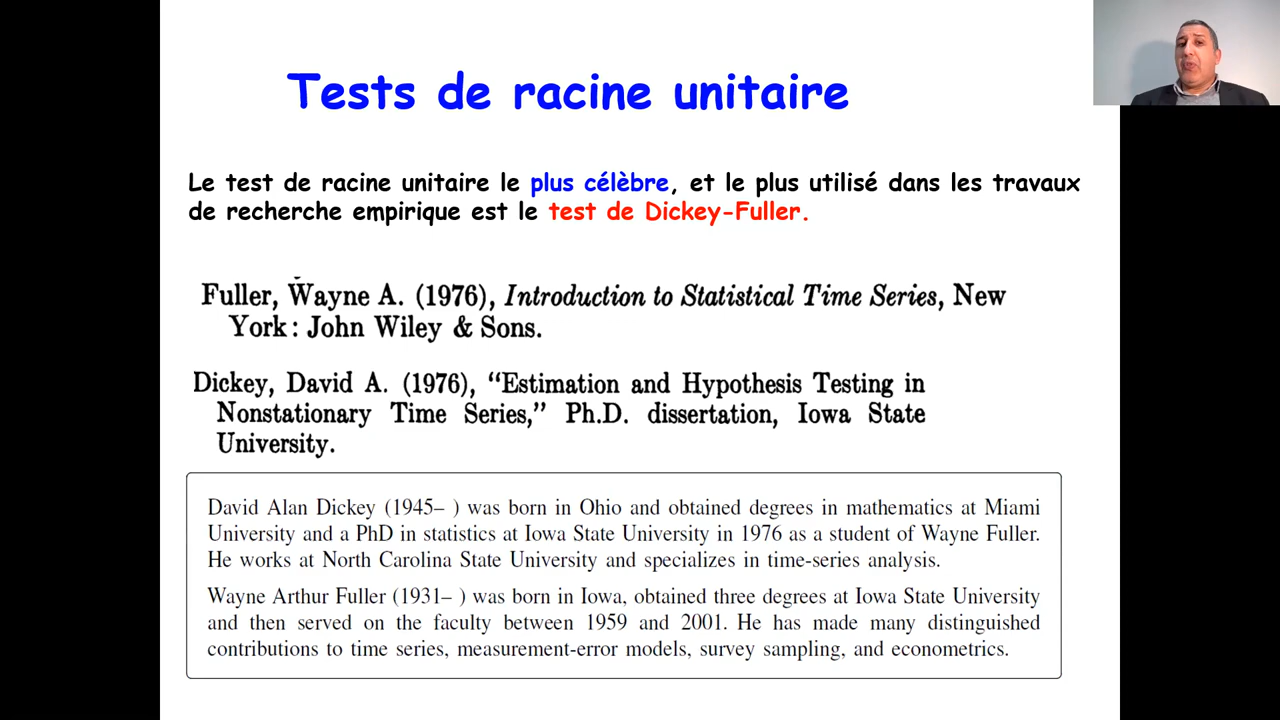 Tests de racine unitaire
Le test de racine unitaire le plus célèbre, et le plus utilisé dans les travaux
de recherche empirique est le test de Dickey-Fuller.
Fuller, Wayne A. (1976), Introduction to Statistical Time Series, New
York: John Wiley & Sons.
Dickey, David A. (1976), “Estimation and Hypothesis Testing in
Nonstationary Time Series,” Ph.D. dissertation, Iowa State
University.
David Alan Dickey (1945– ) was born in Ohio and obtained degrees in mathematics at Miami
University and a PhD in statistics at Iowa State University in 1976 as a student of Wayne Fuller.
He works at North Carolina State University and specializes in time-series analysis.
Wayne Arthur Fuller (1931– ) was born in Iowa, obtained three degrees at Iowa State University
and then served on the faculty between 1959 and 2001. He has made many distinguished
contributions to time series, measurement-error models, survey sampling, and econometrics.